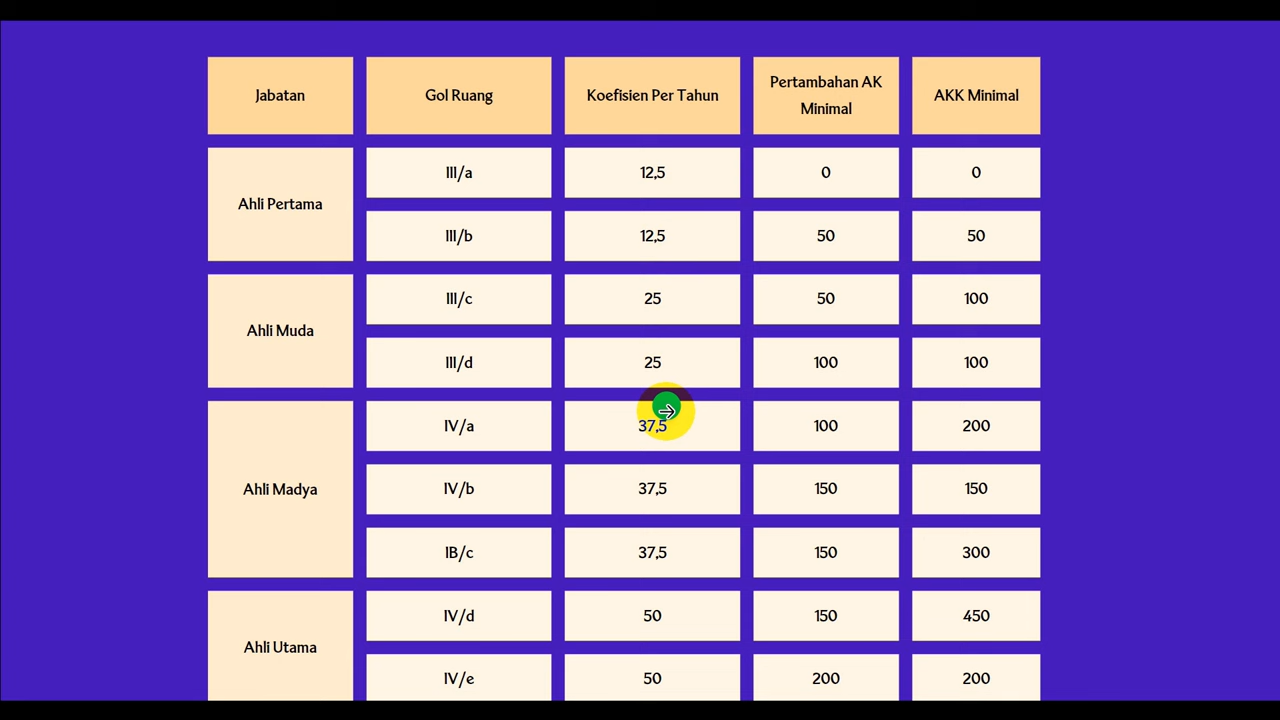 Jabatan Gol Ruang Koefisien Per Tahun Pertambahan AK Minimal AKK Minimal
Ahli Pertama
III/a 12,5 0 0
III/b 12,5 50 50
Ahli Muda
III/c 25 50 100
III/d 25 100 100
Ahli Madya
IV/a 37,5 100 200
IV/b 37,5 150 150
IB/c 37,5 150 300
Ahli Utama
IV/d 50 150 450
IV/e 50 200 200